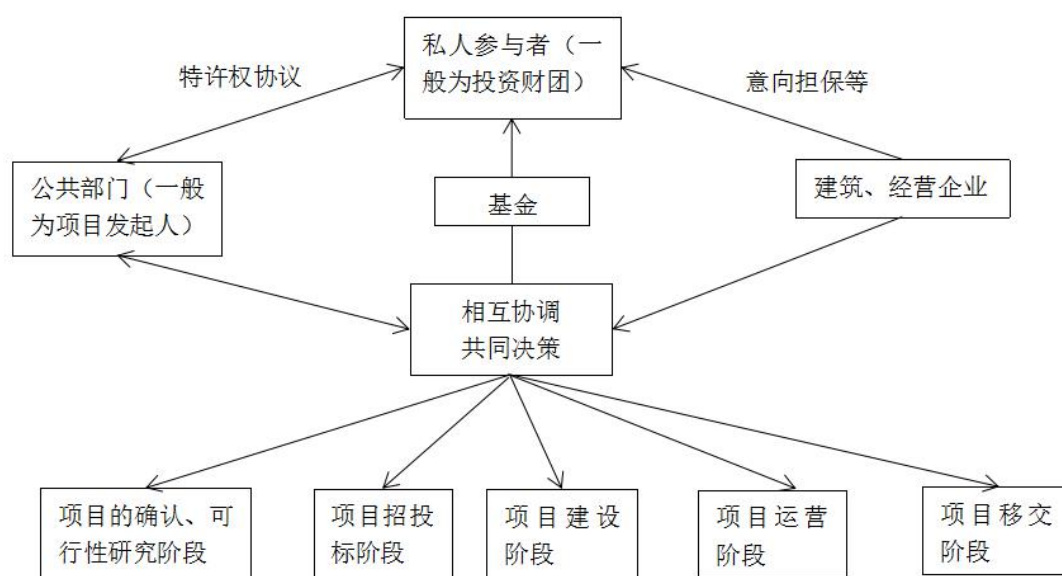 私人参与者（一
般为投资财团）
特许权协议
意向担保等
公共部门（一般
为项目发起人）
基金
建筑、经营企业
相互协调
共同决策
项目的确认、可
行性研究阶段
项目招投
标阶段
项目建设
阶段
项目运营
阶段
项目移交
阶段